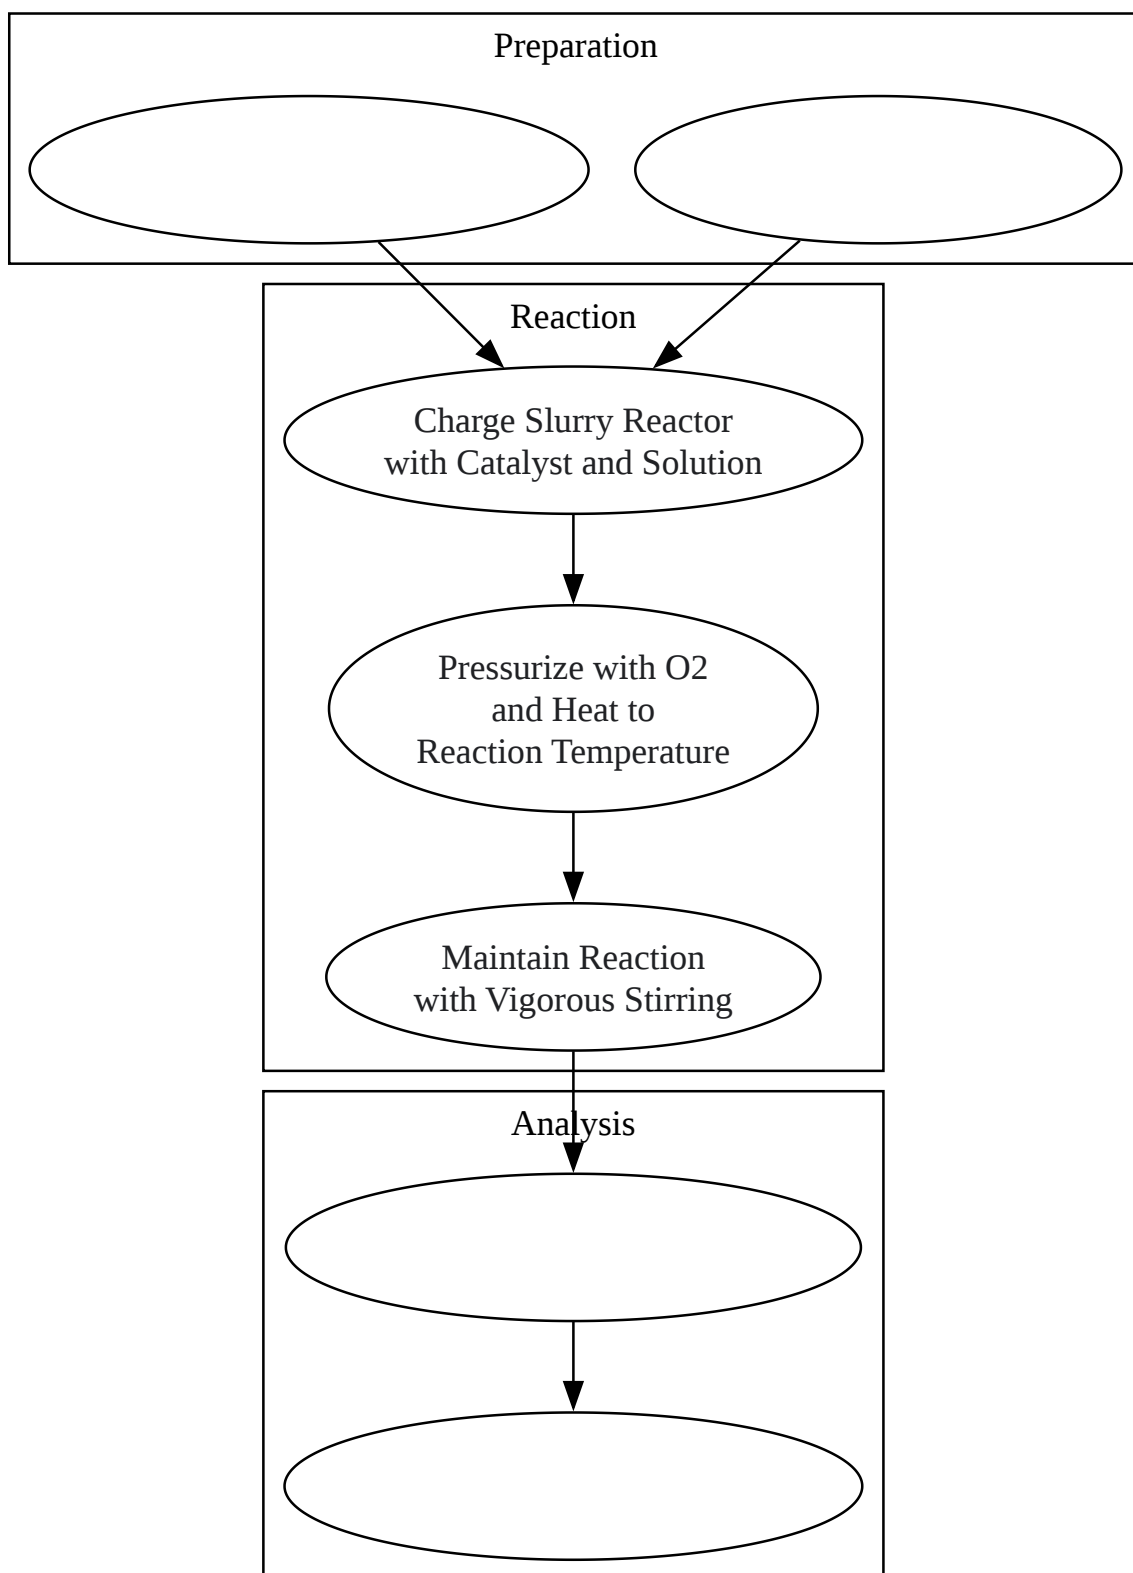 Preparation
Reaction
Charge Slurry Reactor
with Catalyst and Solution
Pressurize with O2
and Heat to
Reaction Temperature
Maintain Reaction
with Vigorous Stirring
Analysis